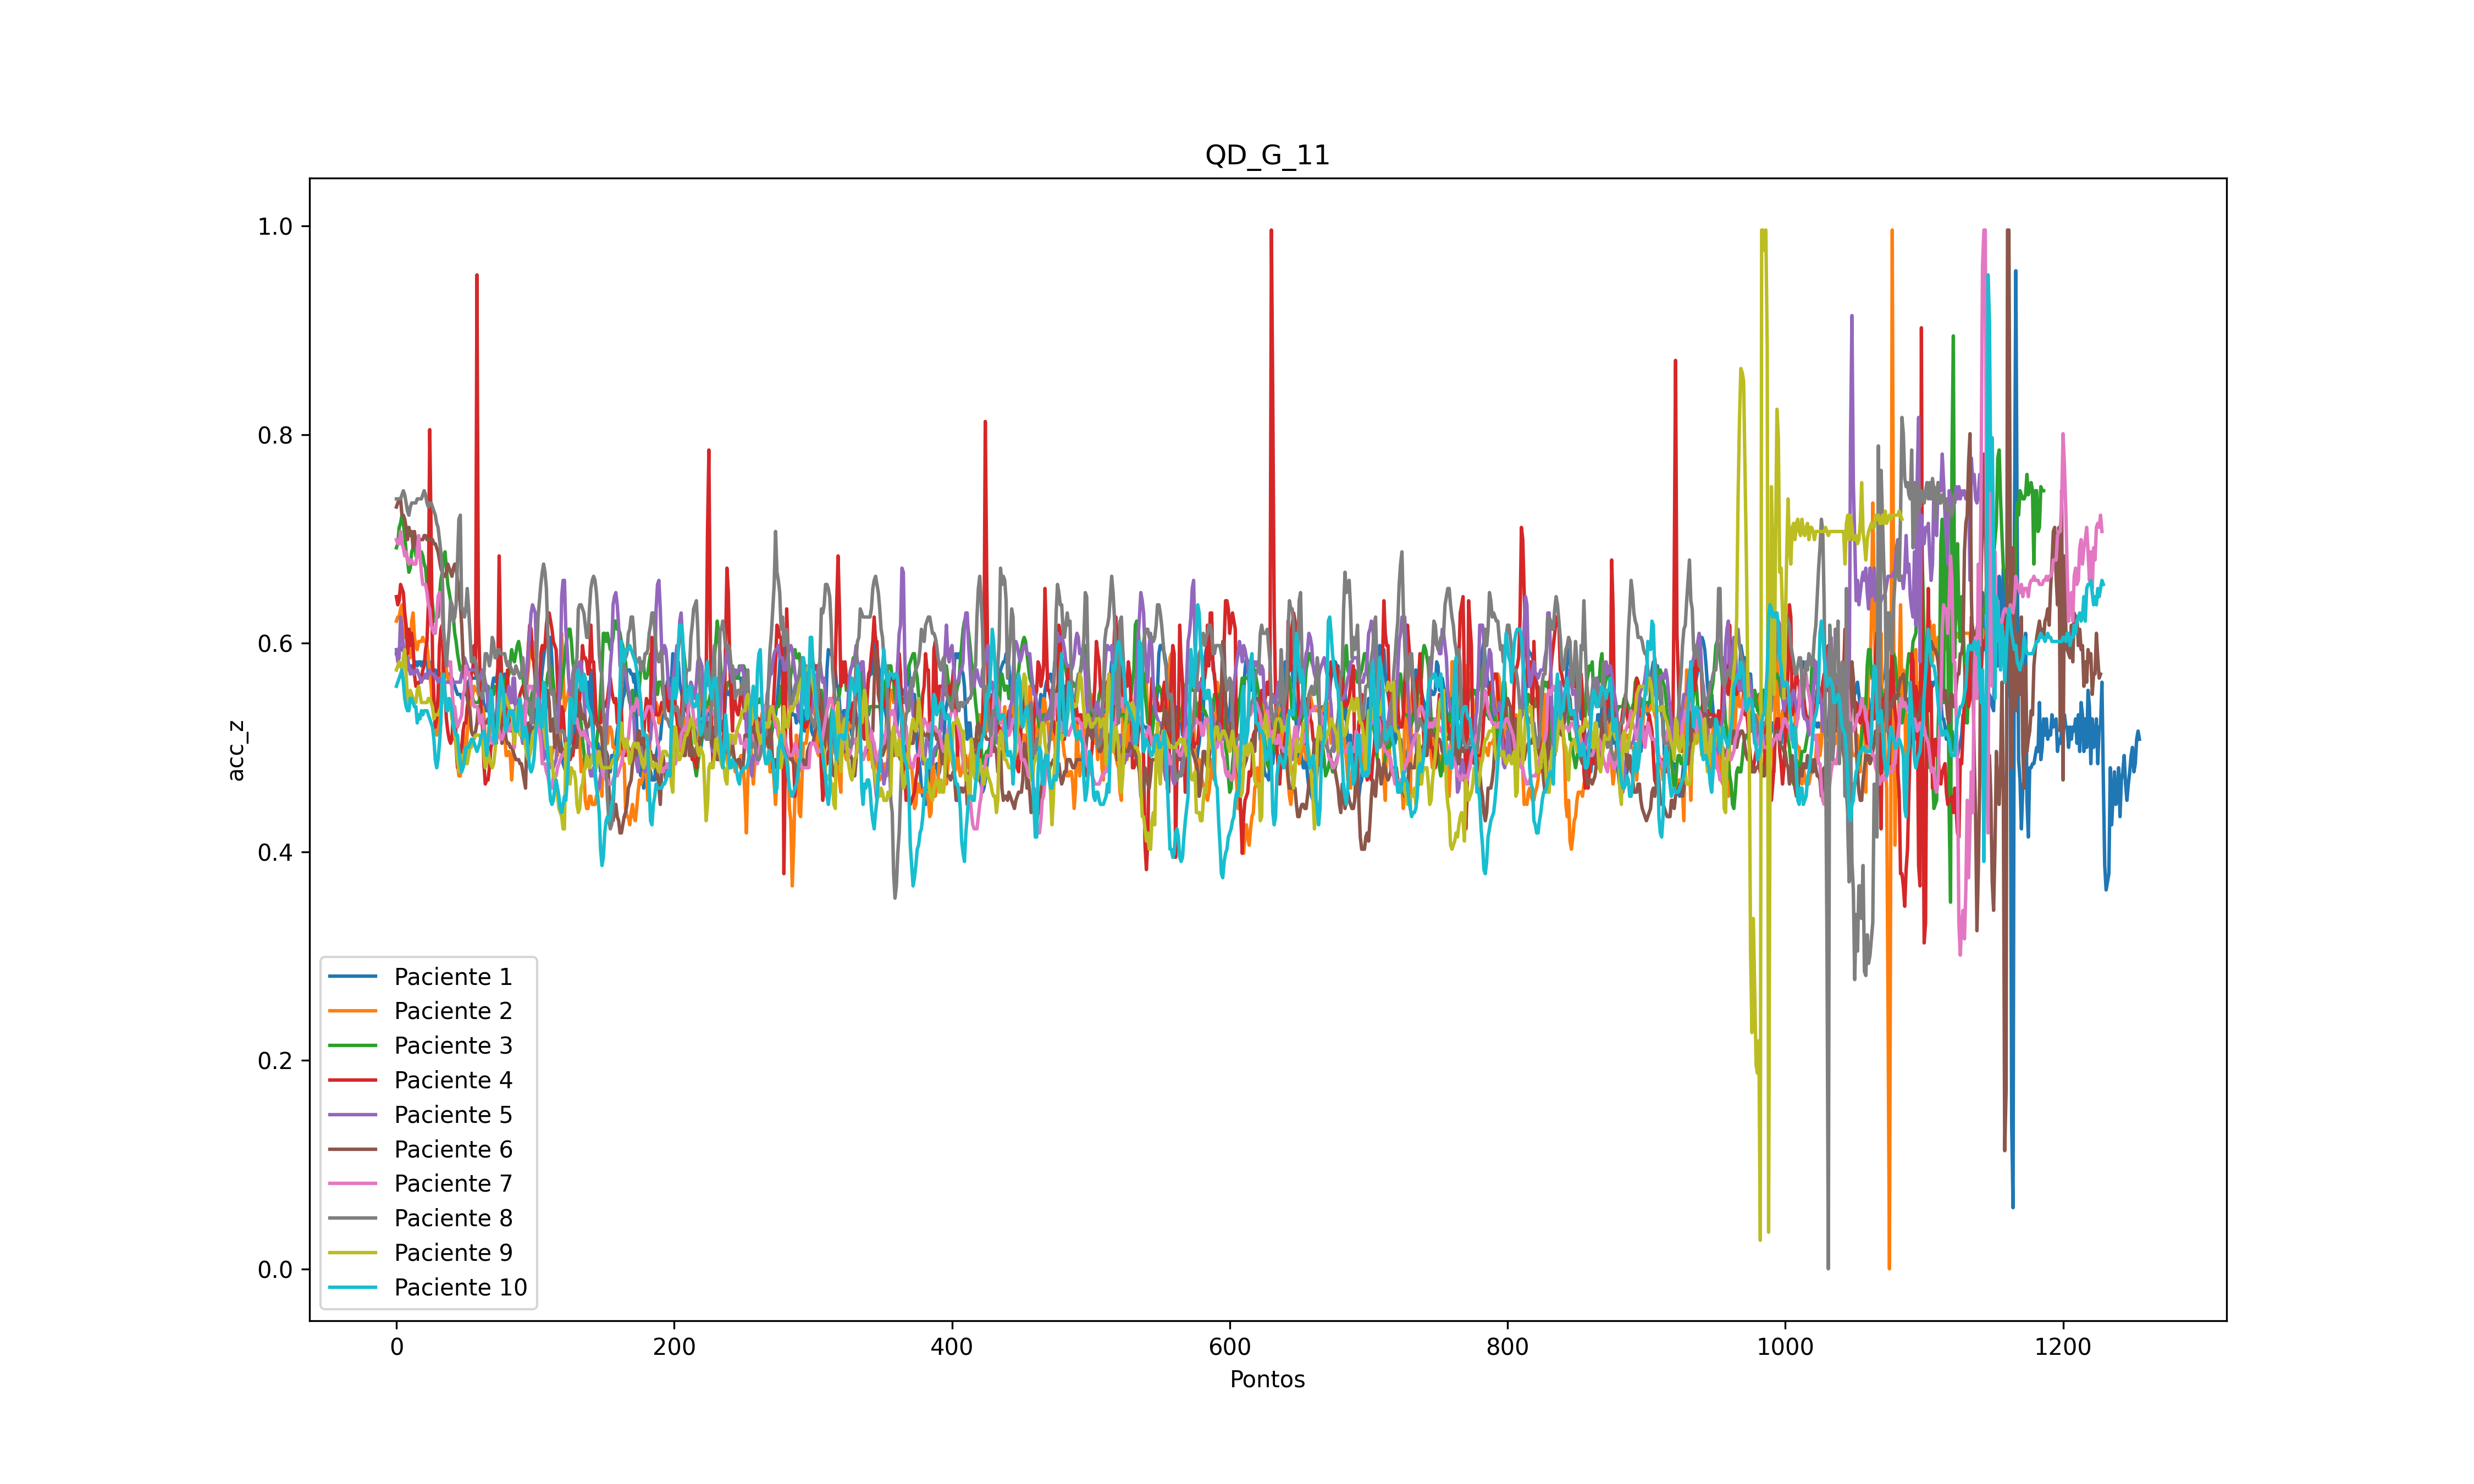 QD_G_11
1.0
0.8
0.6
0.4
0.2
0.0
acc_z
Paciente 1
Paciente 2
Paciente 3
Paciente 4
Paciente 5
Paciente 6
Paciente 7
Paciente 8
Paciente 9
Paciente 10
0 200 400 600 800 1000 1200
Pontos